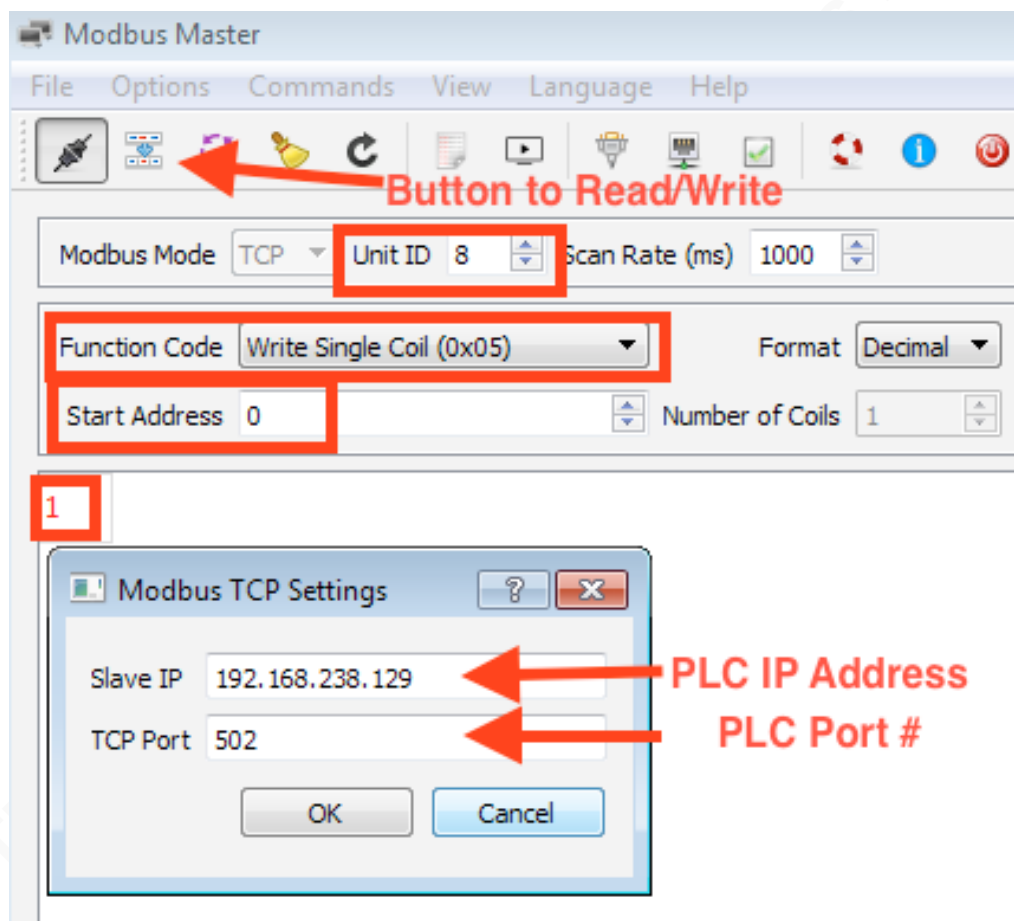 Modbus Master
File Options Commands View Language Help
Button to Read/Write
Modbus Mode TCP Unit ID 8 Scan Rate (ms) 1000
Function Code Write Single Coil (0x05) Format Decimal
Start Address 0 Number of Coils 1
1
Modbus TCP Settings
Slave IP 192.168.238.129 PLC IP Address
TCP Port 502 PLC Port #
OK Cancel